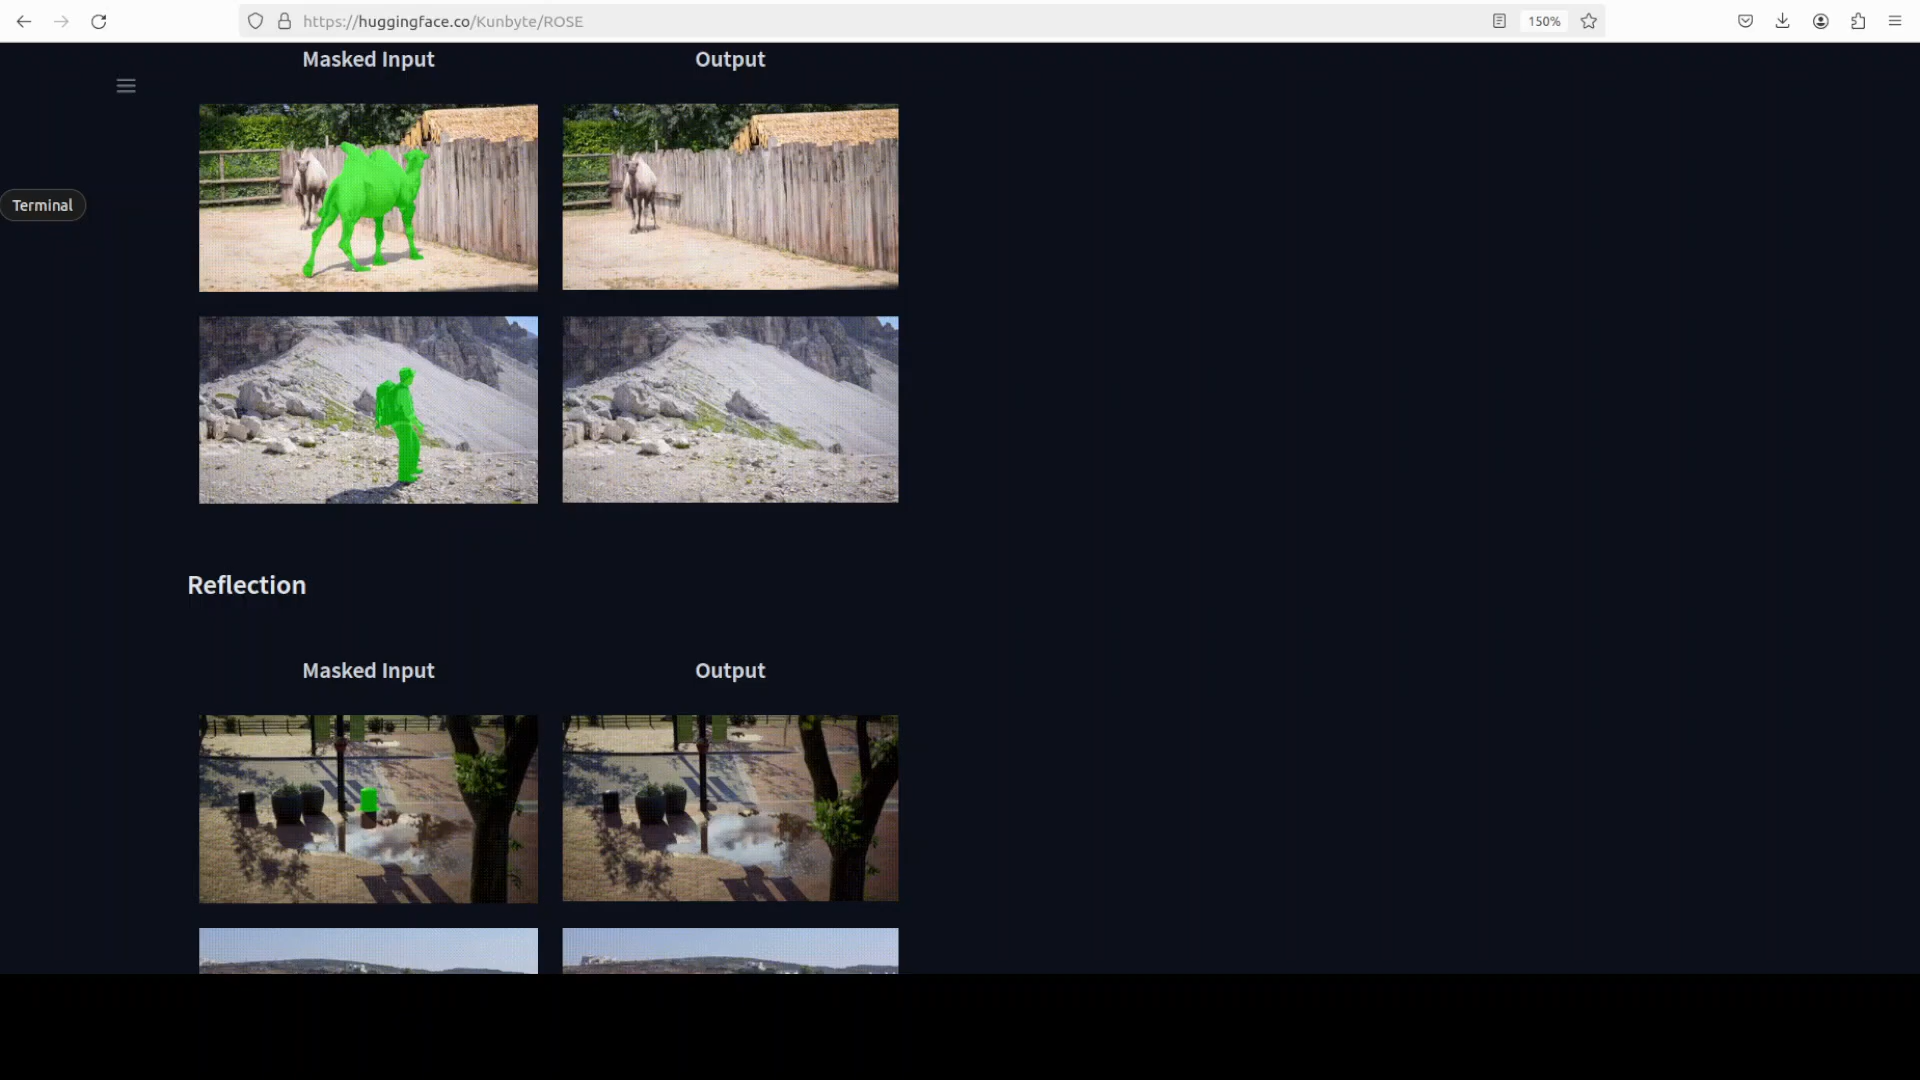 https://huggingface.co/Kunbyte/ROSE
150%
Masked Input
Output
Terminal
Reflection
Masked Input
Output